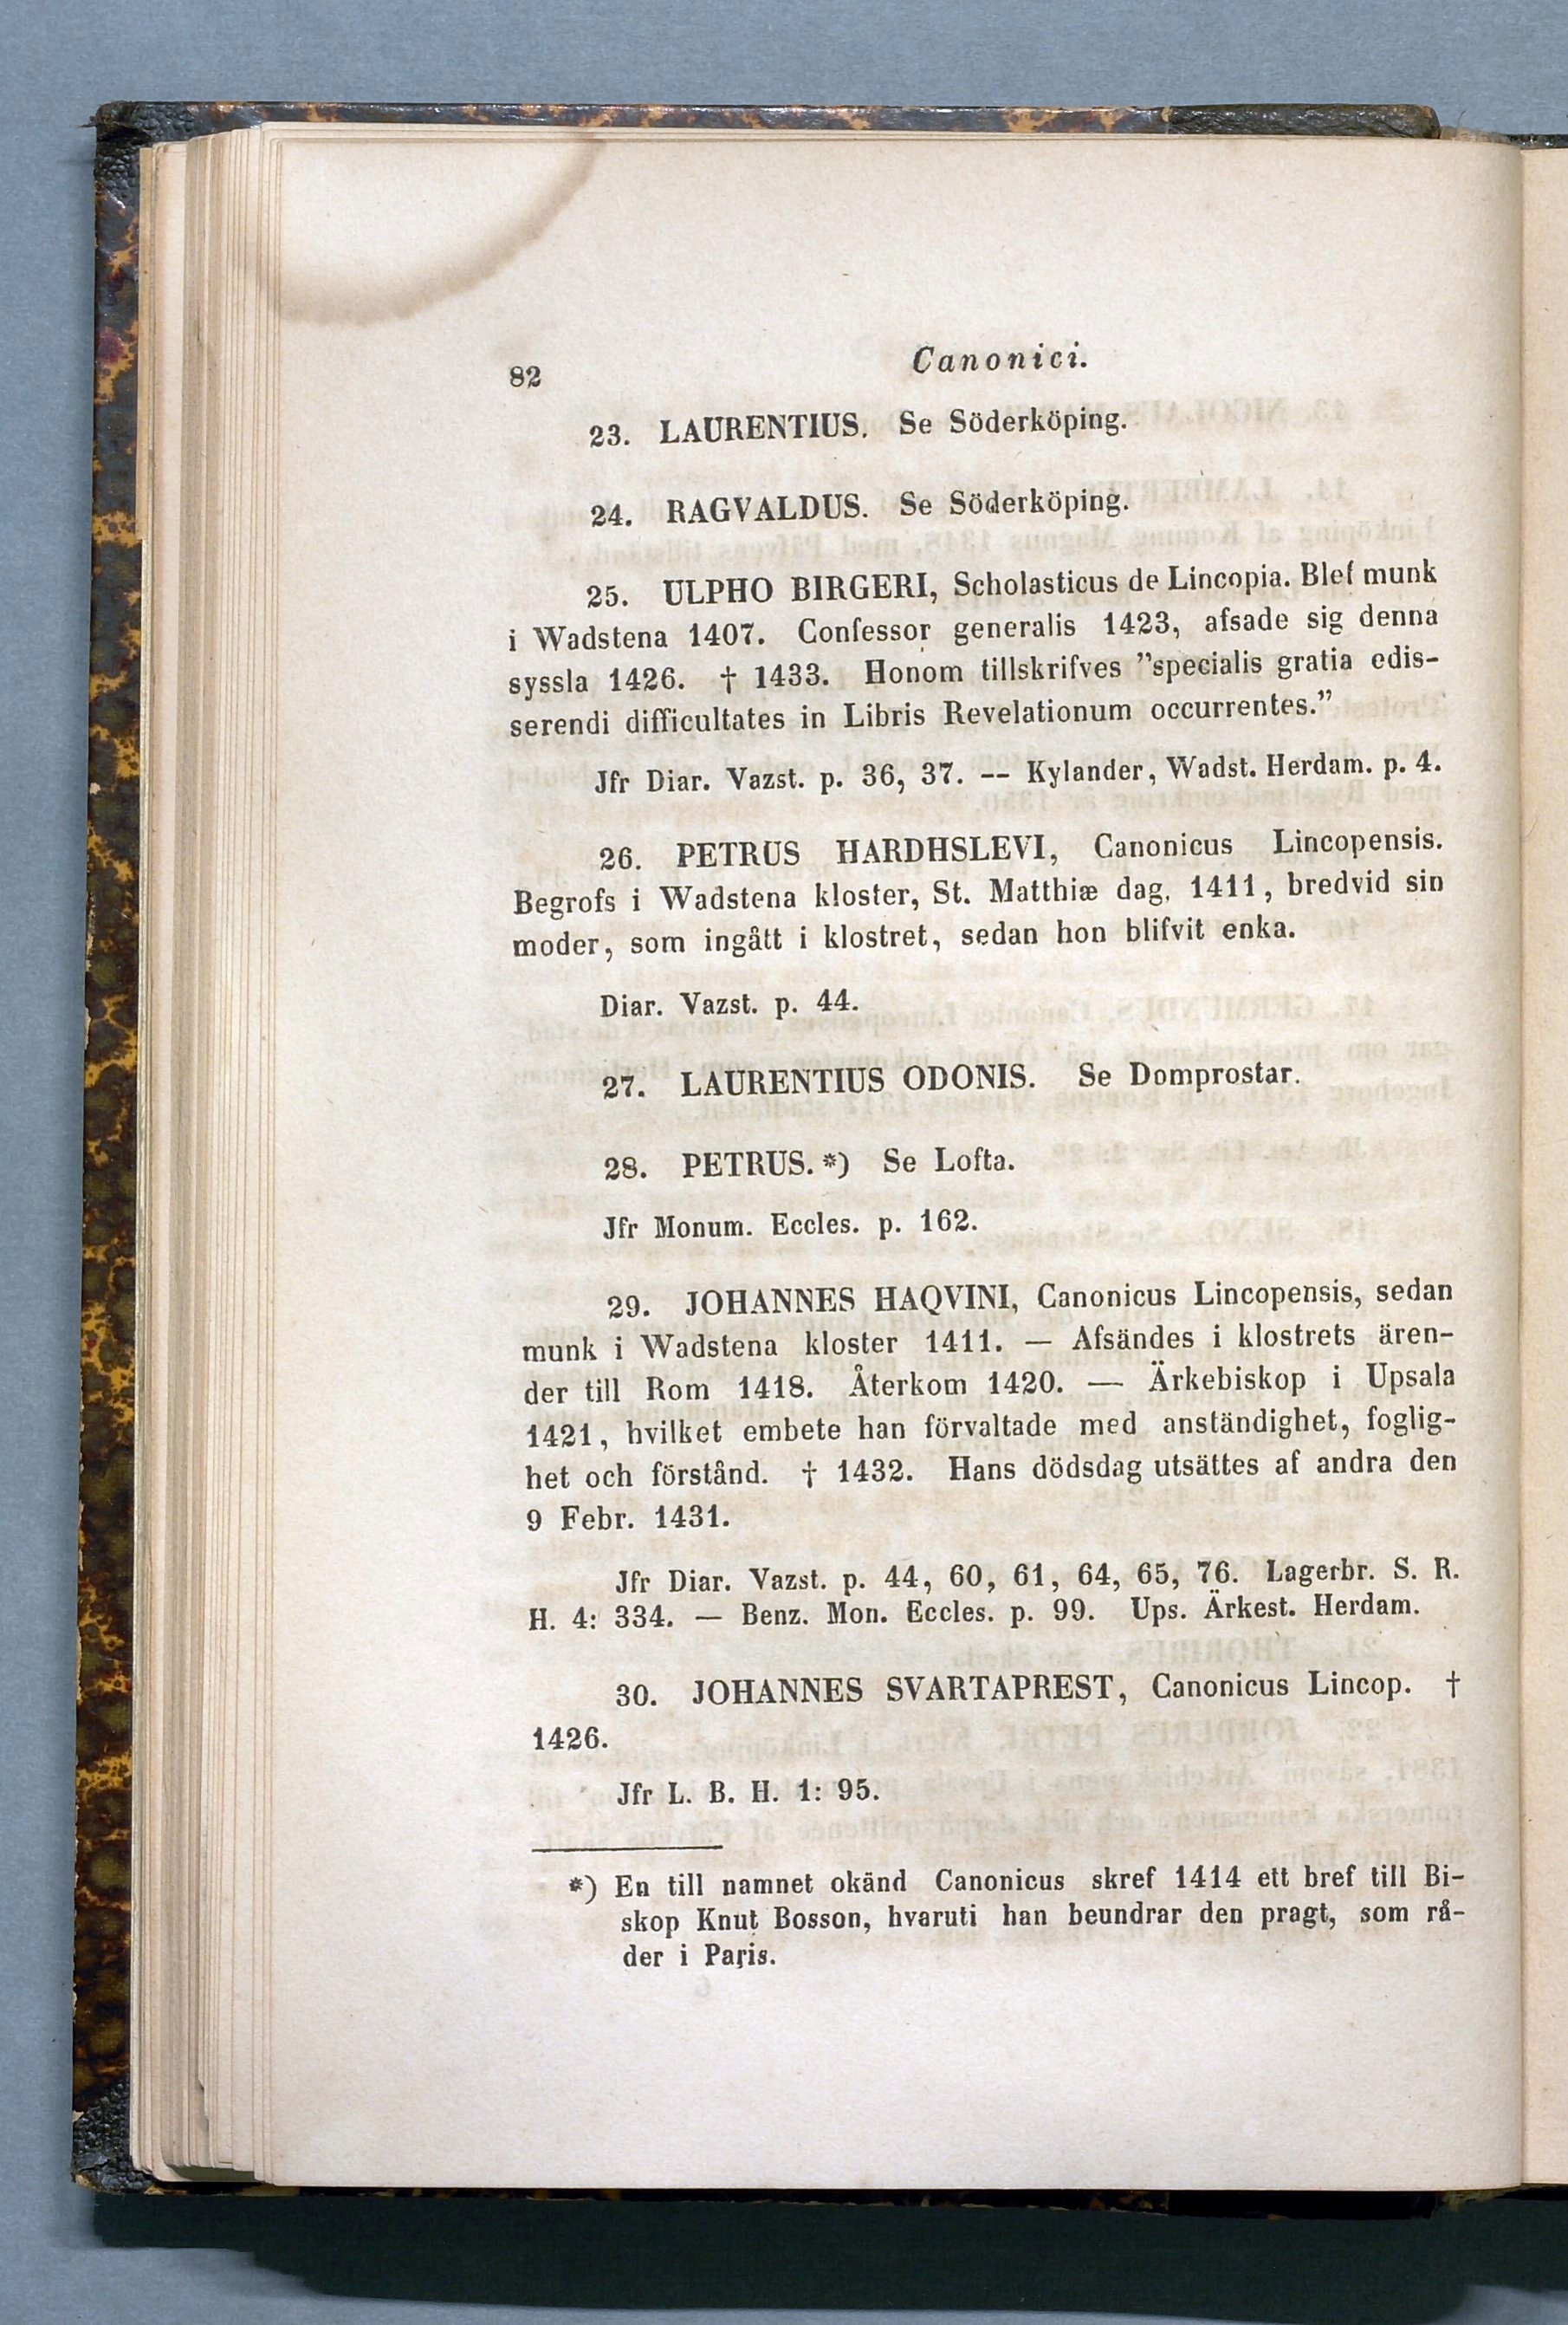 82
Canonici.
23. LAURENTIUS. Se Söderköping.
24. RAGVALDUS. Se Söderköping.
25. ULPHO BIRGERI, Scholasticus de Lincopia. Blef munk
i Wadstena 1407. Confessor generalis 1423, afsade sig denna
syssla 1426. † 1433. Honom tillskrifves ”specialis gratia edis-
serendi difficultates in Libris Revelationum occurrentes.”
Jfr Diar. Vazst. p. 36, 37. -- Kylander, Wadst. Herdam. p. 4.
26. PETRUS HARDHSLEVI, Canonicus Lincopensis.
Begrofs i Wadstena kloster, St. Matthiæ dag, 1411, bredvid sin
moder, som ingått i klostret, sedan hon blifvit enka.
Diar. Vazst. p. 44.
27. LAURENTIUS ODONIS. Se Domprostar.
28. PETRUS.*) Se Lofta.
Jfr Monum. Eccles. p. 162.
29. JOHANNES HAQVINI, Canonicus Lincopensis, sedan
munk i Wadstena kloster 1411. — Afsändes i klostrets ären-
der till Rom 1418. Återkom 1420. — Ärkebiskop i Upsala
1421, hvilket embete han förvaltade med anständighet, foglig-
het och förstånd. † 1432. Hans dödsdag utsättes af andra den
9 Febr. 1431.
Jfr Diar. Vazst. p. 44, 60, 61, 64, 65, 76. Lagerbr. S. R.
H. 4: 334. — Benz. Mon. Eccles. p. 99. Ups. Ärkest. Herdam.
30. JOHANNES SVARTAPREST, Canonicus Lincop. †
1426.
Jfr L. B. H. 1: 95.
*) En till namnet okänd Canonicus skref 1414 ett bref till Bi-
skop Knut Bosson, hvaruti han beundrar den pragt, som rå-
der i Paris.